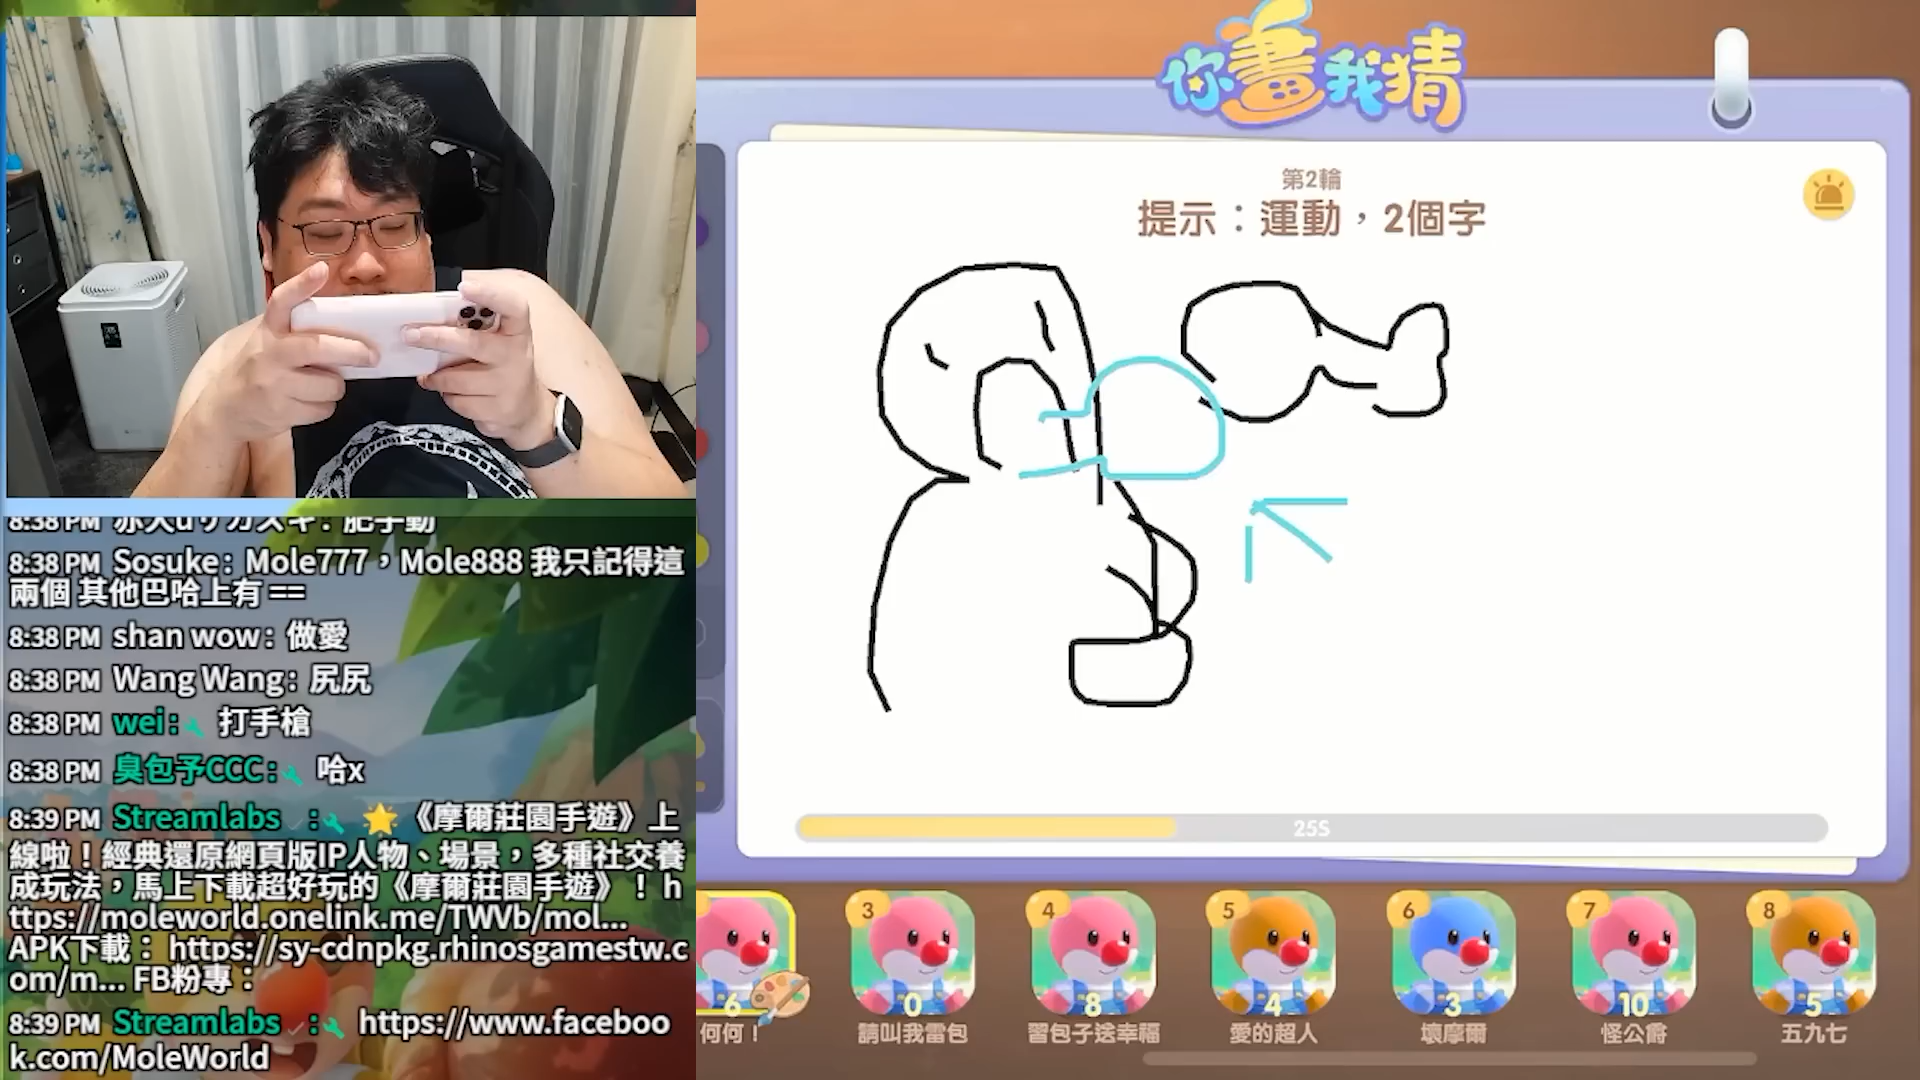 8:38 PM
8:38 PM Sosuke: Mole777，Mole888 我只記得這
兩個 其他巴哈上有 ==
8:38 PM shan wow: 做愛
8:38 PM Wang Wang: 尻尻
8:38 PM wei: 打手槍
8:38 PM 臭包予CCC: 哈x
8:39 PM Streamlabs : 《摩爾莊園手遊》上
線啦！經典還原網頁版IP人物、場景，多種社交養
成玩法，馬上下載超好玩的《摩爾莊園手遊》！ h
ttps://moleworld.onelink.me/TWVb/mol...
APK下載： https://sy-cdnpkg.rhinosgamestw.c
om/m... FB粉專：
8:39 PM Streamlabs : https://www.faceboo
k.com/MoleWorld
你畫我猜
第2輪
提示：運動，2個字
25S
3
4
5
6
7
8
6
0
8
4
3
10
5
何何！
請叫我雷包
習包子送幸福
愛的超人
壞摩爾
怪公爵
五九七